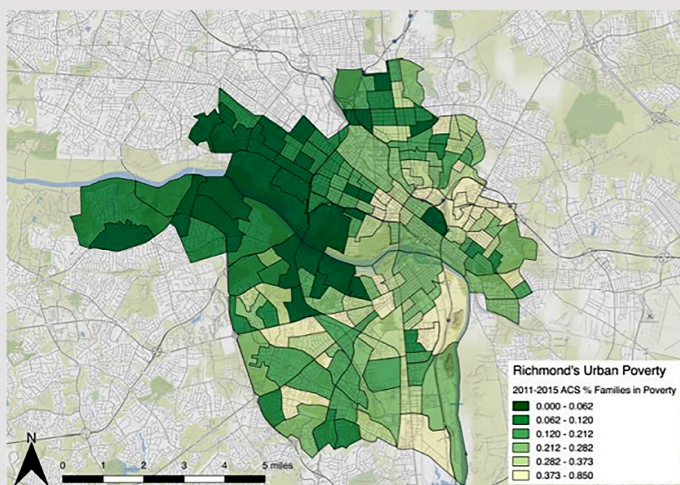 Richmond's Urban Poverty
2011-2015 ACS % Families in Poverty
0.000 - 0.062
0.062 - 0.120
0.120 - 0.212
0.212 - 0.282
0.282 - 0.373
0.373 - 0.850
N
0 1 2 3 4 5 miles